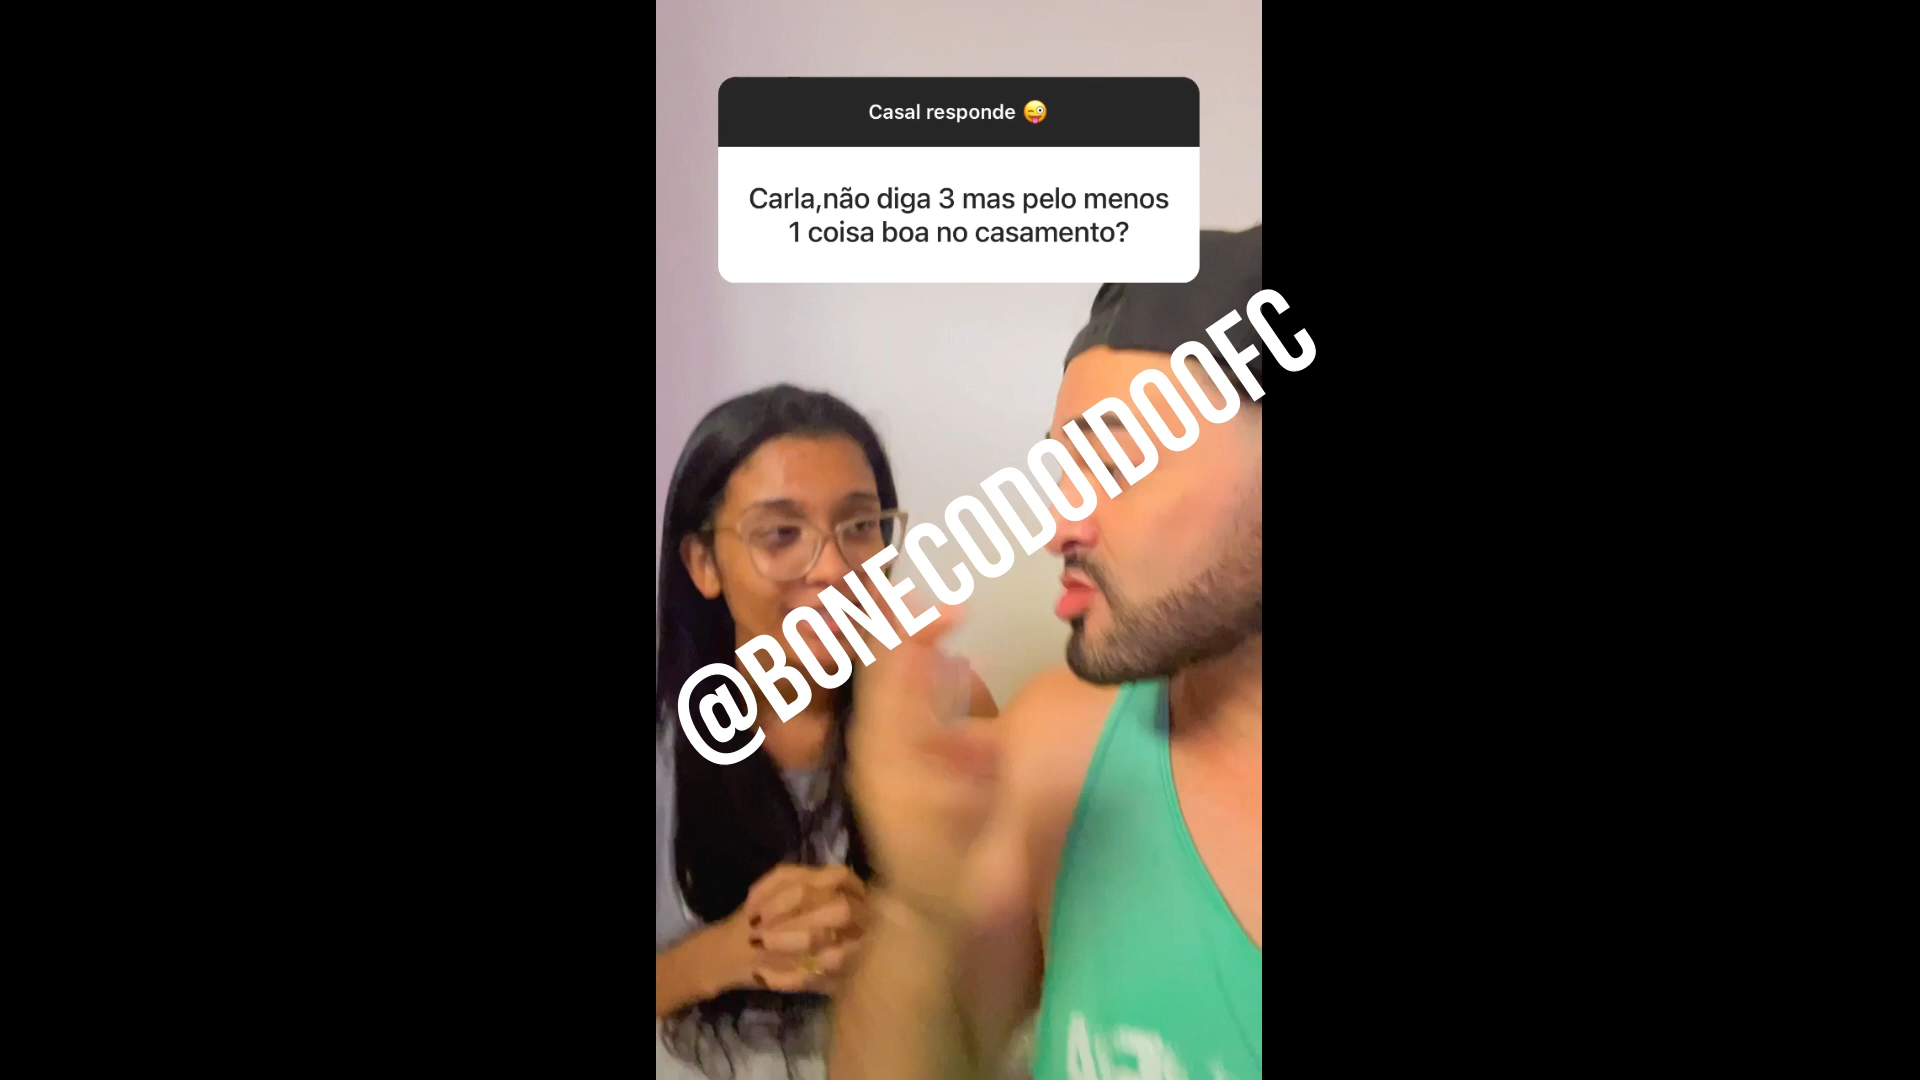 Casal responde 😜
Carla,não diga 3 mas pelo menos
1 coisa boa no casamento?
@BONECODOIDOOFC